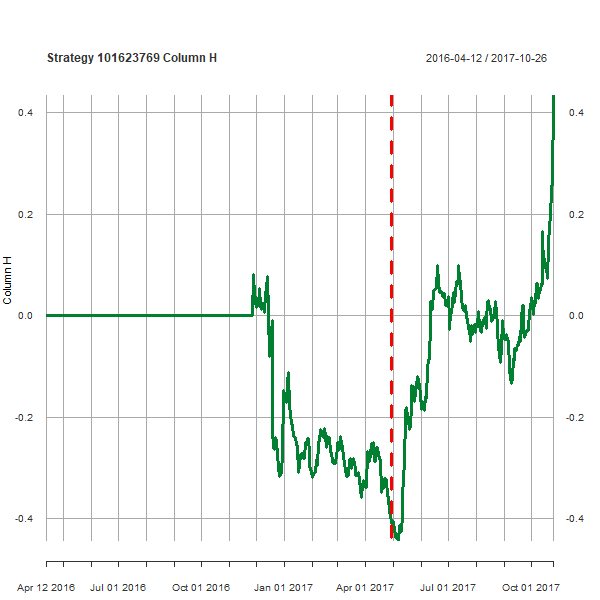 Strategy 101623769 Column H
2016-04-12 / 2017-10-26
0.4 0.4
0.2 0.2
0.0 0.0
-0.2 -0.2
-0.4 -0.4
Column H
Apr 12 2016 Jul 01 2016 Oct 01 2016 Jan 01 2017 Apr 01 2017 Jul 01 2017 Oct 01 2017